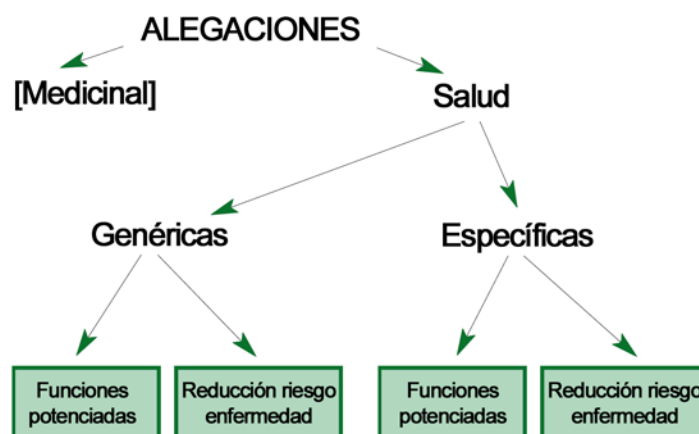 ALEGACIONES
[Medicinal]
Salud
Genéricas
Específicas
Funciones
potenciadas
Reducción riesgo
enfermedad
Funciones
potenciadas
Reducción riesgo
enfermedad